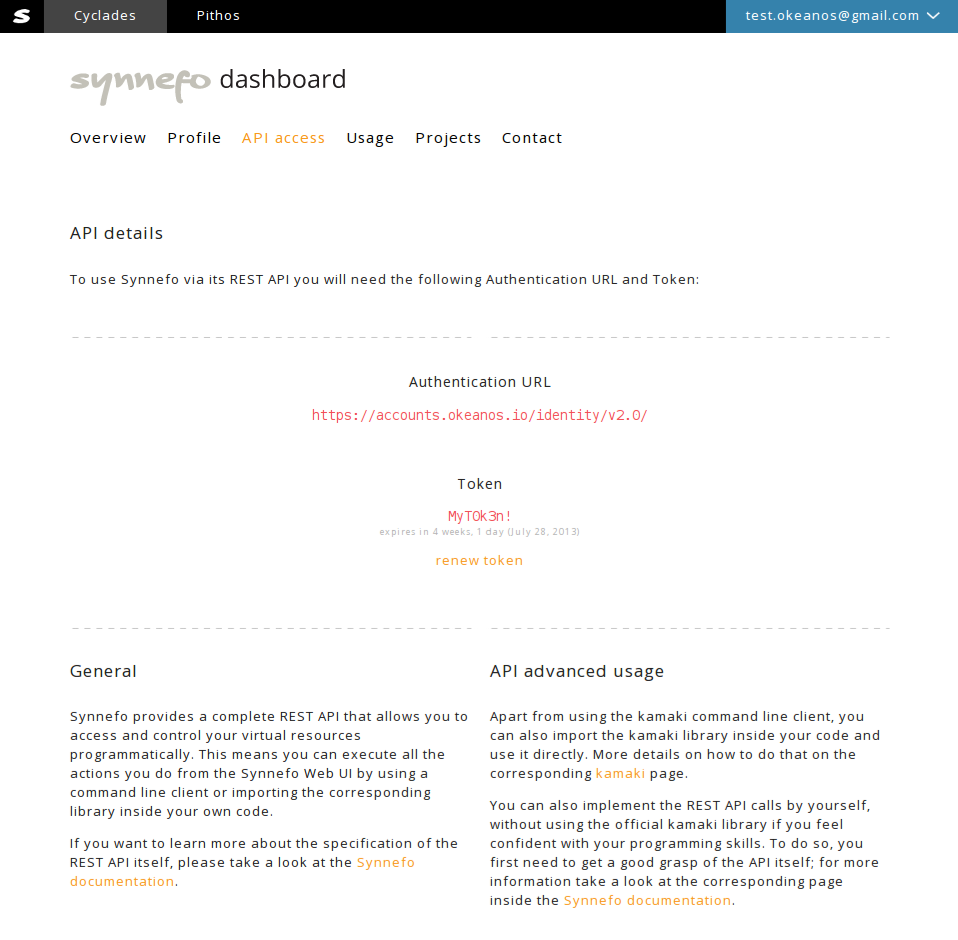 Cyclades Pithos test.okeanos@gmail.com
synnefo dashboard
Overview Profile API access Usage Projects Contact
API details
To use Synnefo via its REST API you will need the following Authentication URL and Token:
Authentication URL
https://accounts.okeanos.io/identity/v2.0/
Token
MyT0k3n!
expires in 4 weeks, 1 day (July 28, 2013)
renew token
General
Synnefo provides a complete REST API that allows you to
access and control your virtual resources
programmatically. This means you can execute all the
actions you do from the Synnefo Web UI by using a
command line client or importing the corresponding
library inside your own code.
If you want to learn more about the specification of the
REST API itself, please take a look at the Synnefo
documentation.
API advanced usage
Apart from using the kamaki command line client, you
can also import the kamaki library inside your code and
use it directly. More details on how to do that on the
corresponding kamaki page.
You can also implement the REST API calls by yourself,
without using the official kamaki library if you feel
confident with your programming skills. To do so, you
first need to get a good grasp of the API itself; for more
information take a look at the corresponding page
inside the Synnefo documentation.